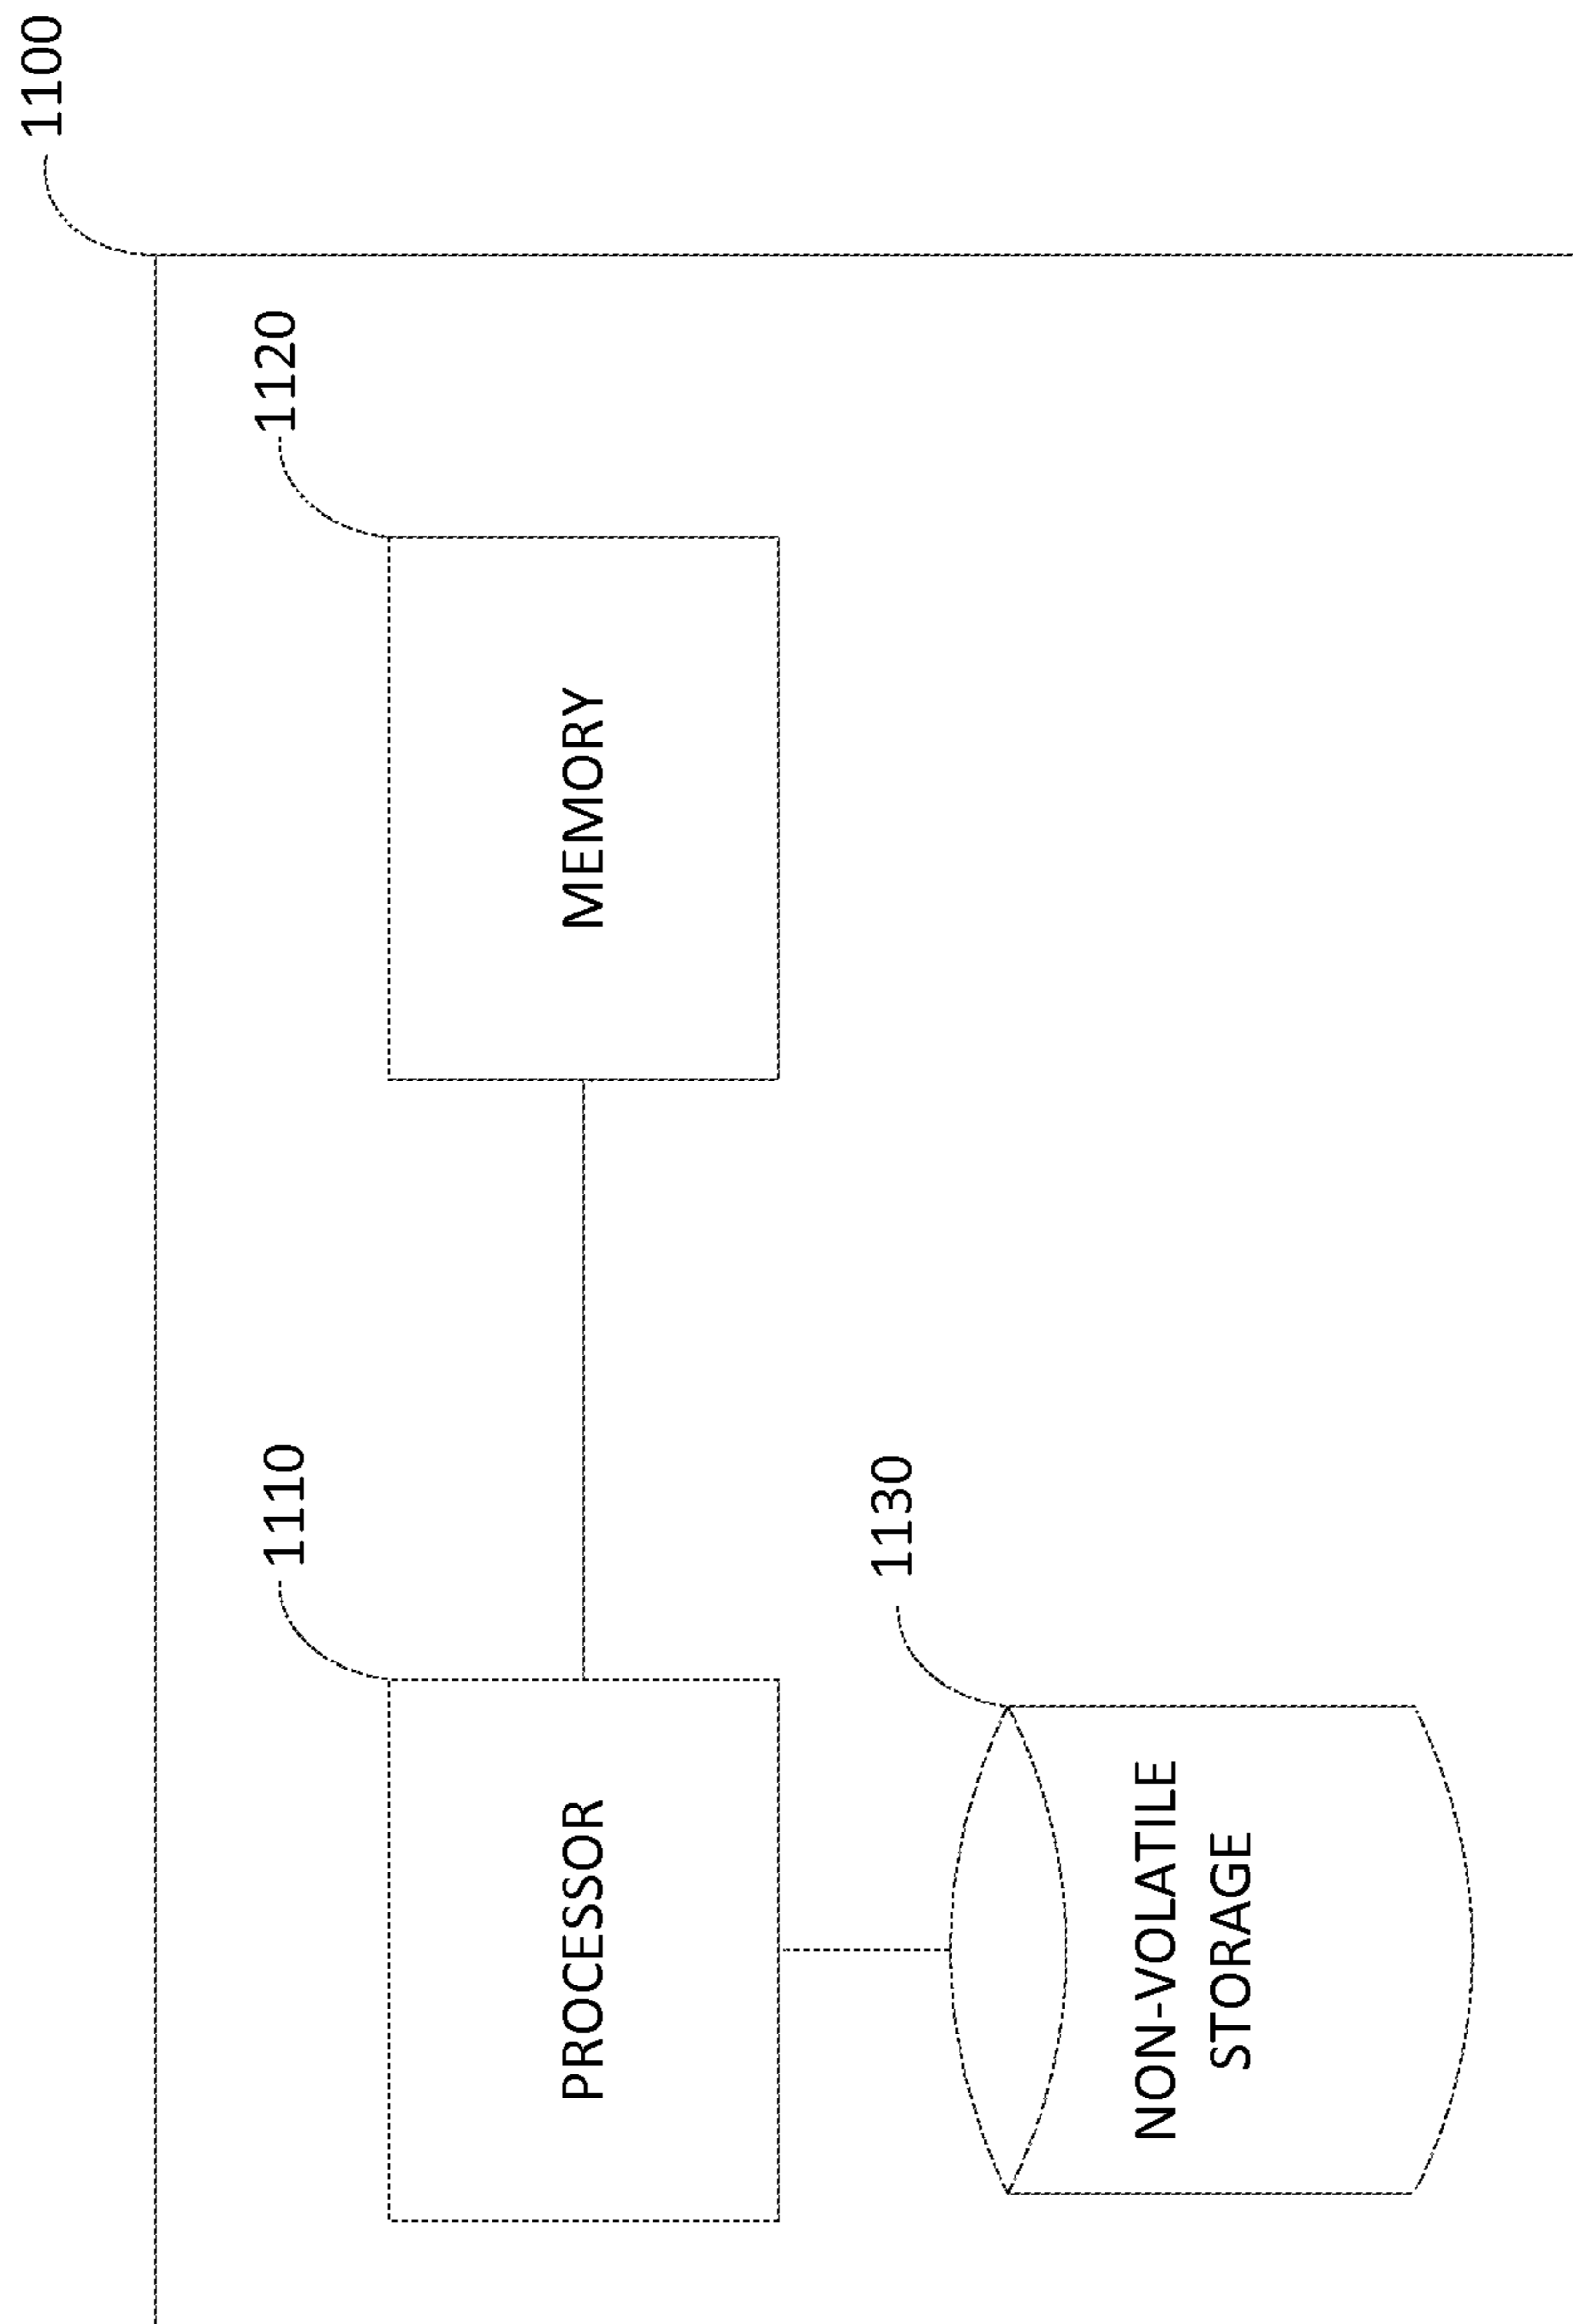 1100
1110
1120
PROCESSOR
MEMORY
1130
NON-VOLATILE
STORAGE